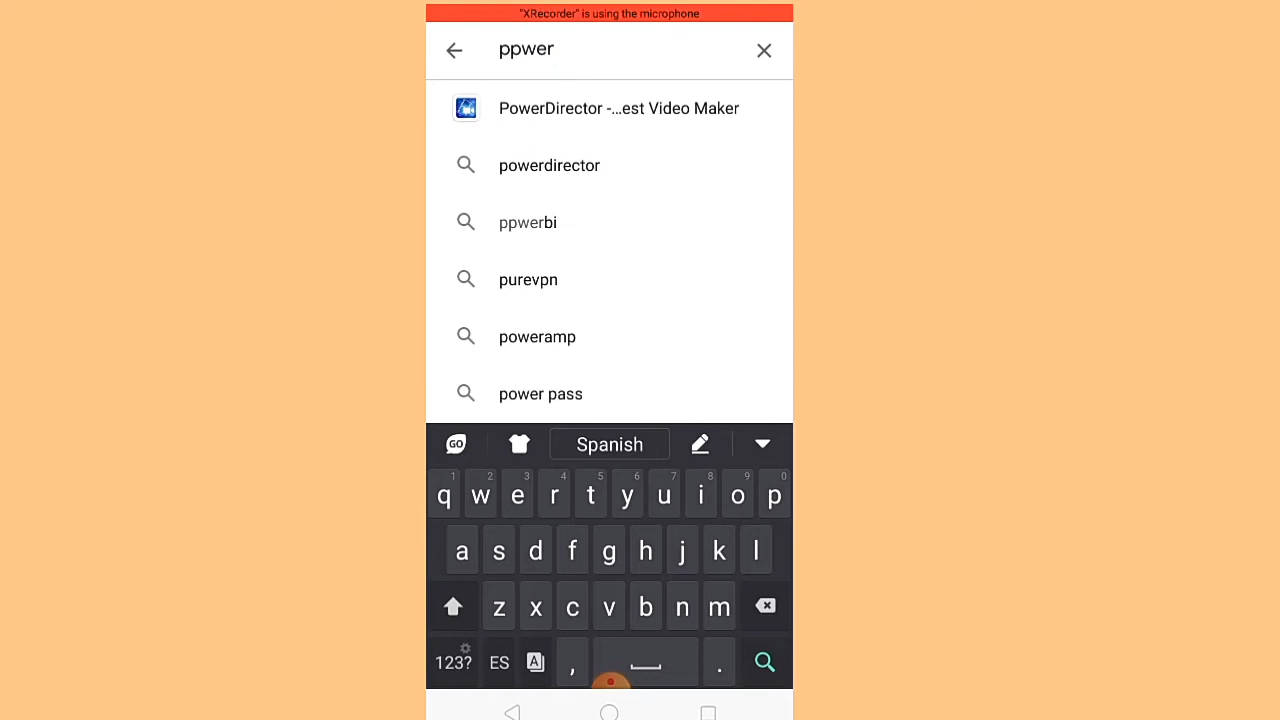 "XRecorder" is using the microphone
ppwer
PowerDirector -...est Video Maker
powerdirector
ppwerbi
purevpn
poweramp
power pass
GO
Spanish
1 2 3 4 5 6 7 8 9 0
q w e r t y u i o p
a s d f g h j k l
z x c v b n m
123? ES A , .